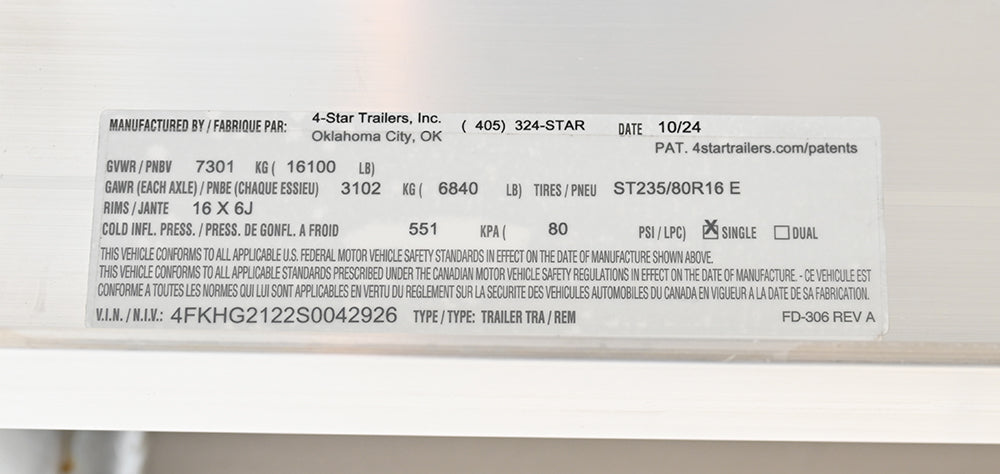 MANUFACTURED BY / FABRIQUE PAR: 4-Star Trailers, Inc. ( 405) 324-STAR DATE 10/24
Oklahoma City, OK PAT. 4startrailers.com/patents
GVWR / PNBV 7301 KG ( 16100 LB)
GAWR (EACH AXLE) / PNBE (CHAQUE ESSIEU) 3102 KG ( 6840 LB) TIRES / PNEU ST235/80R16 E
RIMS / JANTE 16 X 6J
COLD INFL. PRESS. / PRESS. DE GONFL. A FROID 551 KPA ( 80 PSI / LPC) X SINGLE DUAL
THIS VEHICLE CONFORMS TO ALL APPLICABLE U.S. FEDERAL MOTOR VEHICLE SAFETY STANDARDS IN EFFECT ON THE DATE OF MANUFACTURE SHOWN ABOVE.
THIS VEHICLE CONFORMS TO ALL APPLICABLE STANDARDS PRESCRIBED UNDER THE CANADIAN MOTOR VEHICLE SAFETY REGULATIONS IN EFFECT ON THE DATE OF MANUFACTURE. - CE VEHICULE EST
CONFORME A TOUTES LES NORMES QUI LUI SONT APPLICABLES EN VERTU DU REGLEMENT SUR LA SECURITE DES VEHICULES AUTOMOBILES DU CANADA EN VIGUEUR A LA DATE DE SA FABRICATION.
V.I.N. / N.I.V.: 4FKHG2122S0042926 TYPE / TYPE: TRAILER TRA / REM FD-306 REV A